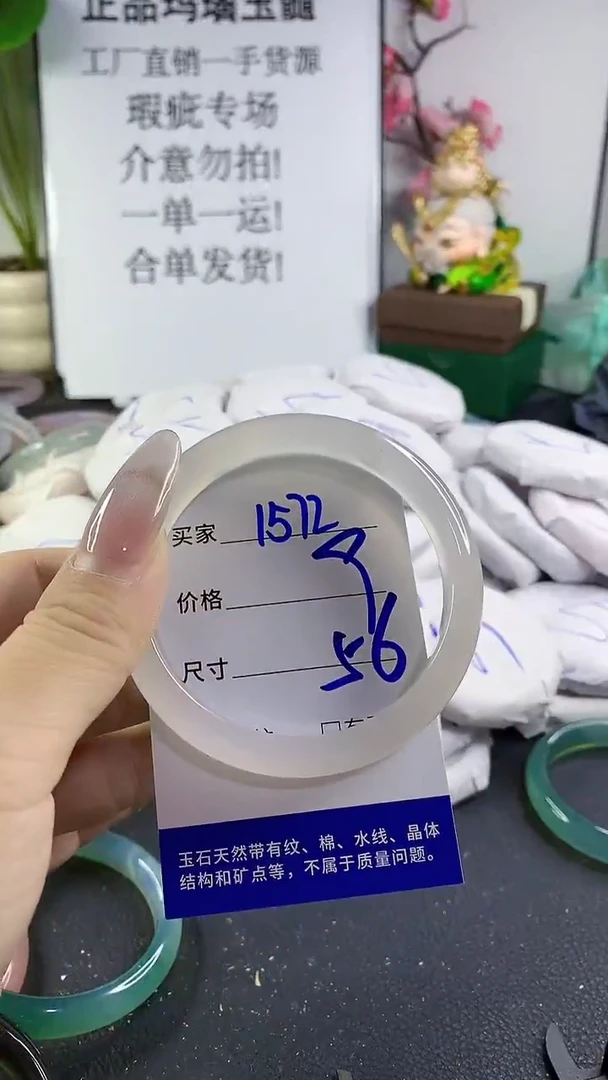 正品玛瑙玉髓
工厂直销一手货源
瑕疵专场
介意勿拍!
一单一运!
合单发货!
买家 1572
价格
尺寸 56
玉石天然带有纹、棉、水线、晶体
结构和矿点等，不属于质量问题。